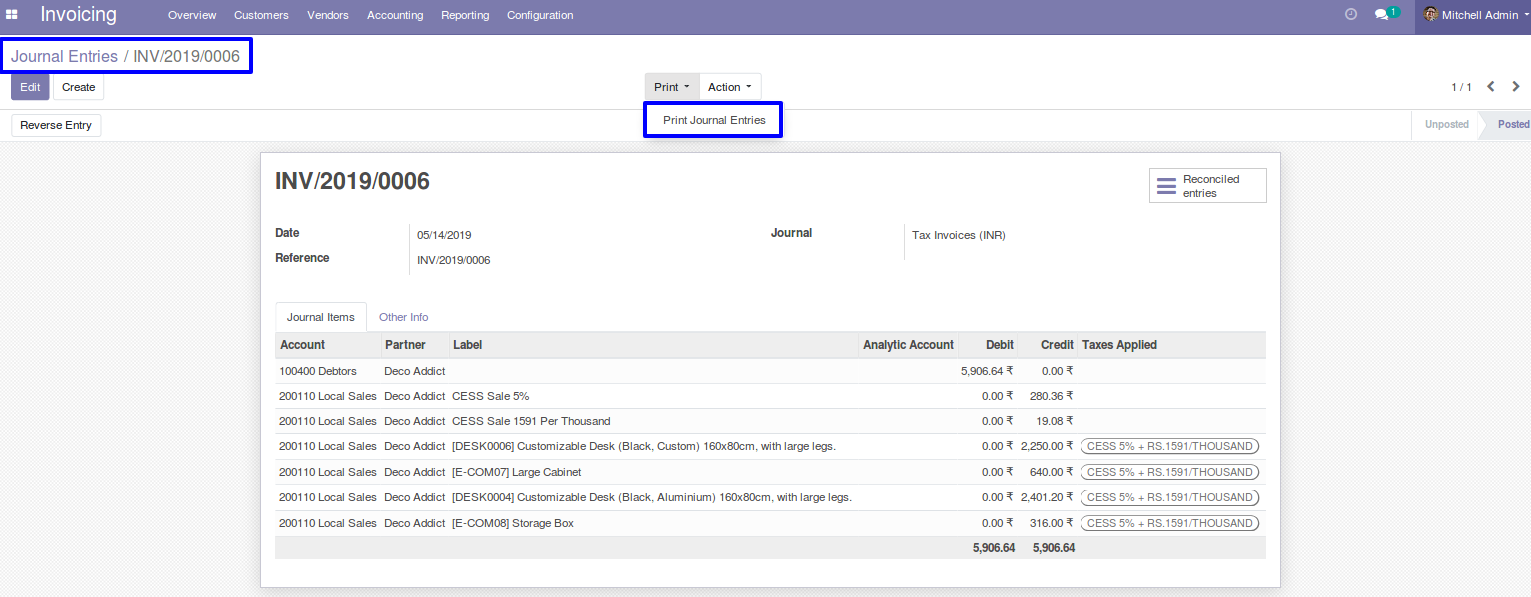 Invoicing Overview Customers Vendors Accounting Reporting Configuration 1 Mitchell Admin
Journal Entries / INV/2019/0006
Edit Create Print Action 1 / 1
Print Journal Entries
Reverse Entry Unposted Posted
INV/2019/0006
Reconciled
entries
Date 05/14/2019 Journal Tax Invoices (INR)
Reference INV/2019/0006
Journal Items Other Info
Account Partner Label Analytic Account Debit Credit Taxes Applied
100400 Debtors Deco Addict 5,906.64 ₹ 0.00 ₹
200110 Local Sales Deco Addict CESS Sale 5% 0.00 ₹ 280.36 ₹
200110 Local Sales Deco Addict CESS Sale 1591 Per Thousand 0.00 ₹ 19.08 ₹
200110 Local Sales Deco Addict [DESK0006] Customizable Desk (Black, Custom) 160x80cm, with large legs. 0.00 ₹ 2,250.00 ₹ CESS 5% + RS.1591/THOUSAND
200110 Local Sales Deco Addict [E-COM07] Large Cabinet 0.00 ₹ 640.00 ₹ CESS 5% + RS.1591/THOUSAND
200110 Local Sales Deco Addict [DESK0004] Customizable Desk (Black, Aluminium) 160x80cm, with large legs. 0.00 ₹ 2,401.20 ₹ CESS 5% + RS.1591/THOUSAND
200110 Local Sales Deco Addict [E-COM08] Storage Box 0.00 ₹ 316.00 ₹ CESS 5% + RS.1591/THOUSAND
5,906.64 5,906.64